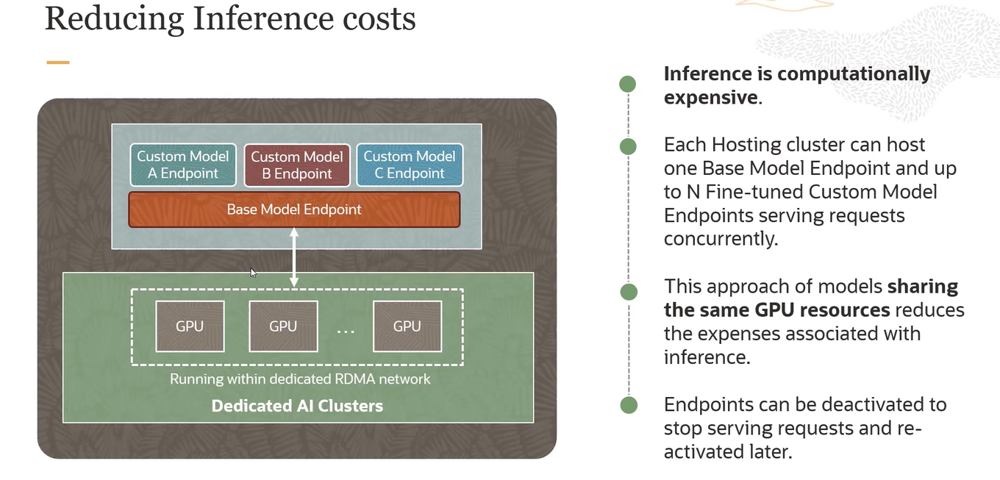 Reducing Inference costs
Custom Model
A Endpoint
Custom Model
B Endpoint
Custom Model
C Endpoint
Base Model Endpoint
GPU
GPU
...
GPU
Running within dedicated RDMA network
Dedicated AI Clusters
Inference is computationally
expensive.
Each Hosting cluster can host
one Base Model Endpoint and up
to N Fine-tuned Custom Model
Endpoints serving requests
concurrently.
This approach of models sharing
the same GPU resources reduces
the expenses associated with
inference.
Endpoints can be deactivated to
stop serving requests and re-
activated later.